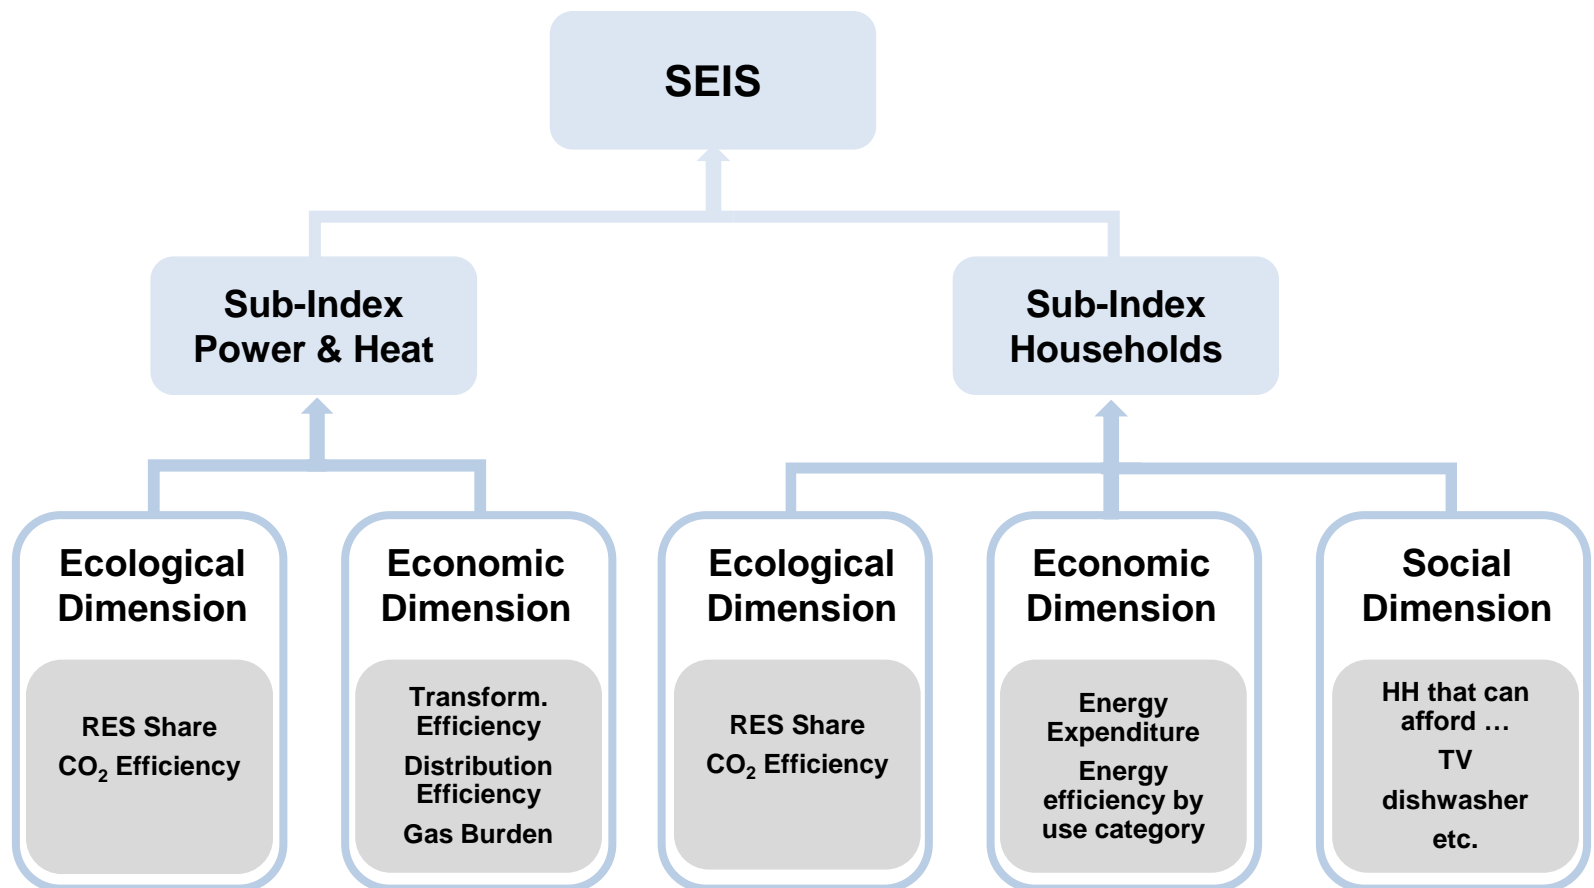 SEIS
Sub-Index
Power & Heat
Sub-Index
Households
Ecological
Dimension
RES Share
CO₂ Efficiency
Economic
Dimension
Transform.
Efficiency
Distribution
Efficiency
Gas Burden
Ecological
Dimension
RES Share
CO₂ Efficiency
Economic
Dimension
Energy
Expenditure
Energy
efficiency by
use category
Social
Dimension
HH that can
afford …
TV
dishwasher
etc.